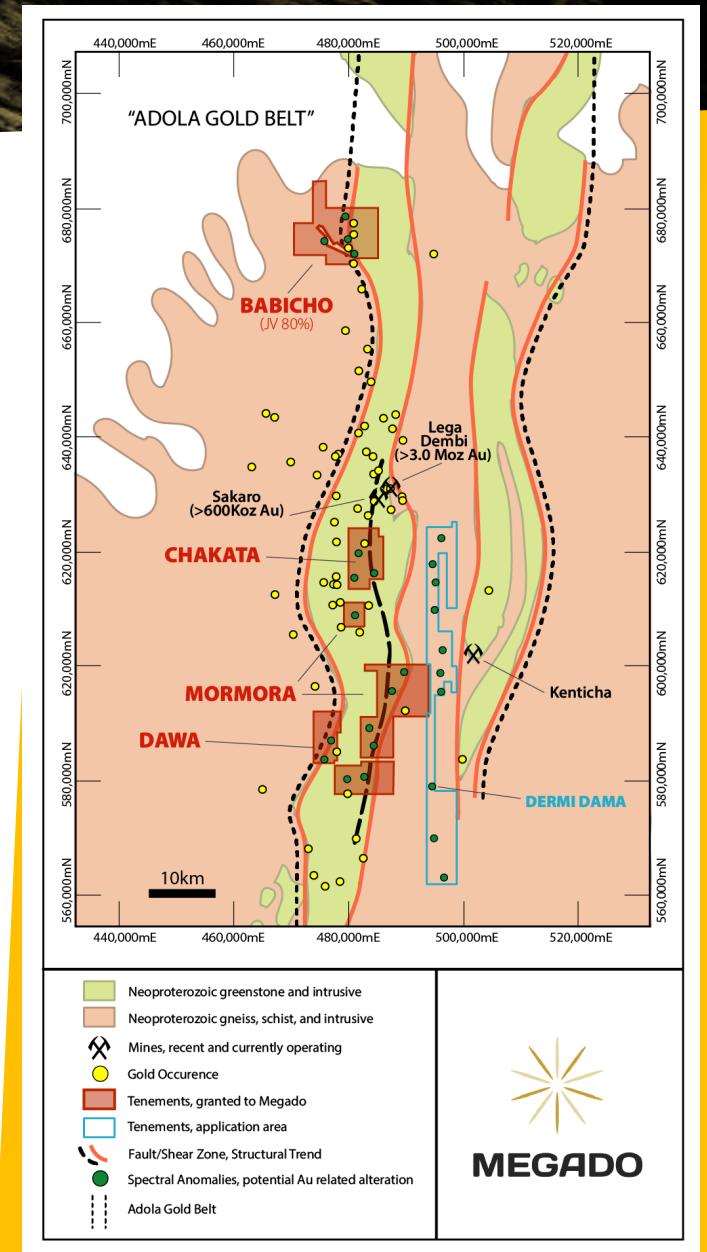 440,000mE 460,000mE 480,000mE 500,000mE 520,000mE
700,000mN 700,000mN
"ADOLA GOLD BELT"
680,000mN 680,000mN
BABICHO
(JV 80%)
660,000mN 660,000mN
640,000mN 640,000mN
Lega
Dembi
(>3.0 Moz Au)
Sakaro
(>600Koz Au)
CHAKATA
620,000mN 620,000mN
620,000mN 600,000mN
MORMORA
Kenticha
DAWA
580,000mN 580,000mN
DERMI DAMA
10km
560,000mN 560,000mN
440,000mE 460,000mE 480,000mE 500,000mE 520,000mE
Neoproterozoic greenstone and intrusive
Neoproterozoic gneiss, schist, and intrusive
Mines, recent and currently operating
Gold Occurence
Tenements, granted to Megado
Tenements, application area
Fault/Shear Zone, Structural Trend
Spectral Anomalies, potential Au related alteration
Adola Gold Belt
MEGADO